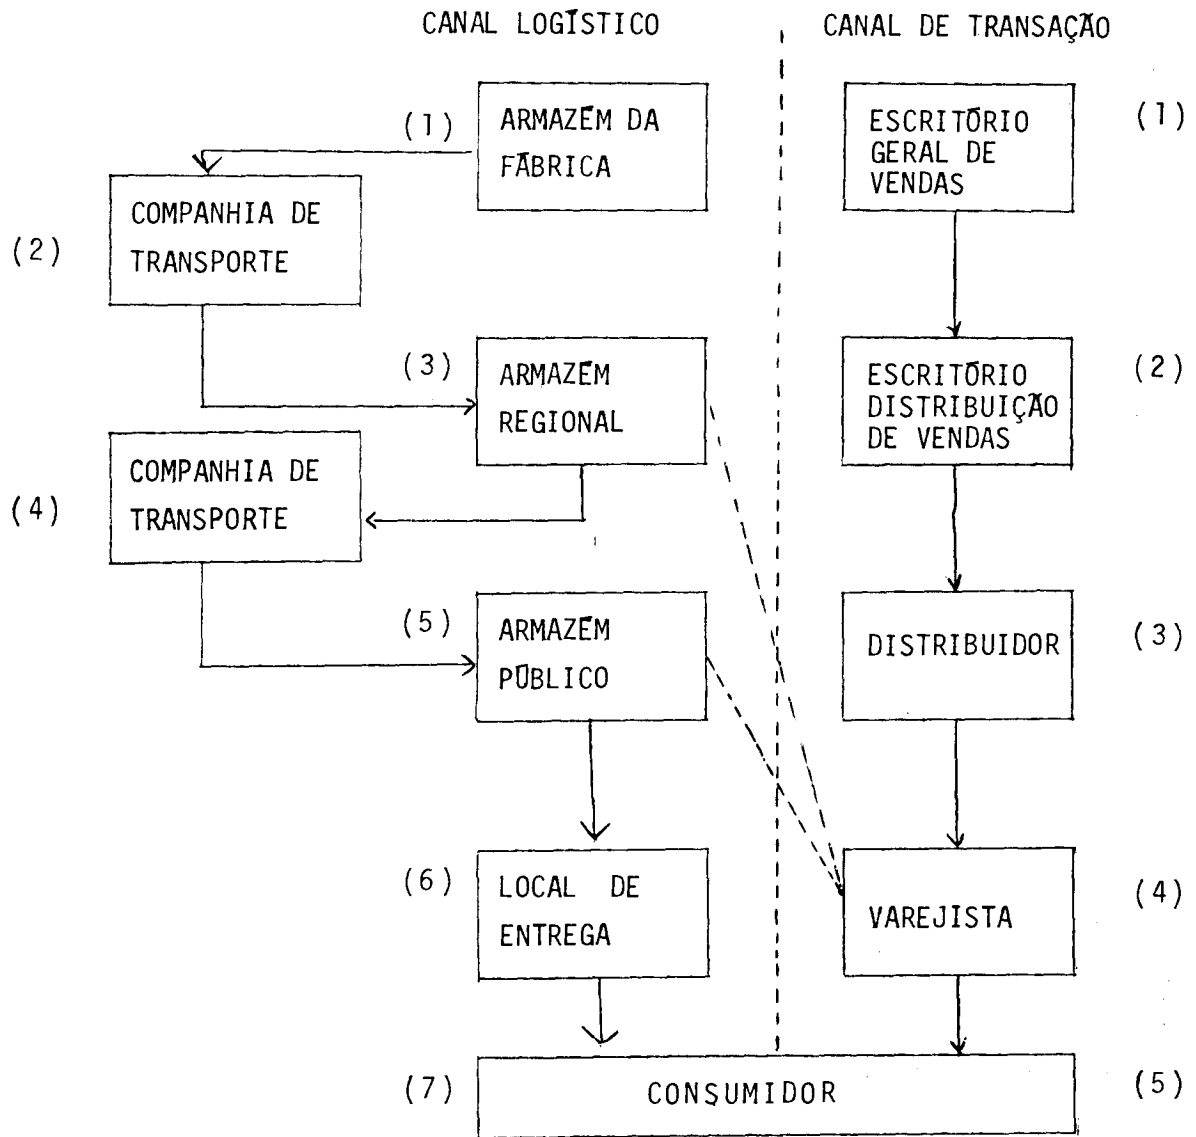 CANAL LOGÍSTICO
CANAL DE TRANSAÇÃO
(1)
ARMAZÉM DA
FÁBRICA
ESCRITÓRIO
GERAL DE
VENDAS
(1)
(2)
COMPANHIA DE
TRANSPORTE
(3)
ARMAZÉM
REGIONAL
ESCRITÓRIO
DISTRIBUIÇÃO
DE VENDAS
(2)
(4)
COMPANHIA DE
TRANSPORTE
(5)
ARMAZÉM
PÚBLICO
DISTRIBUIDOR
(3)
(6)
LOCAL DE
ENTREGA
VAREJISTA
(4)
(7)
CONSUMIDOR
(5)